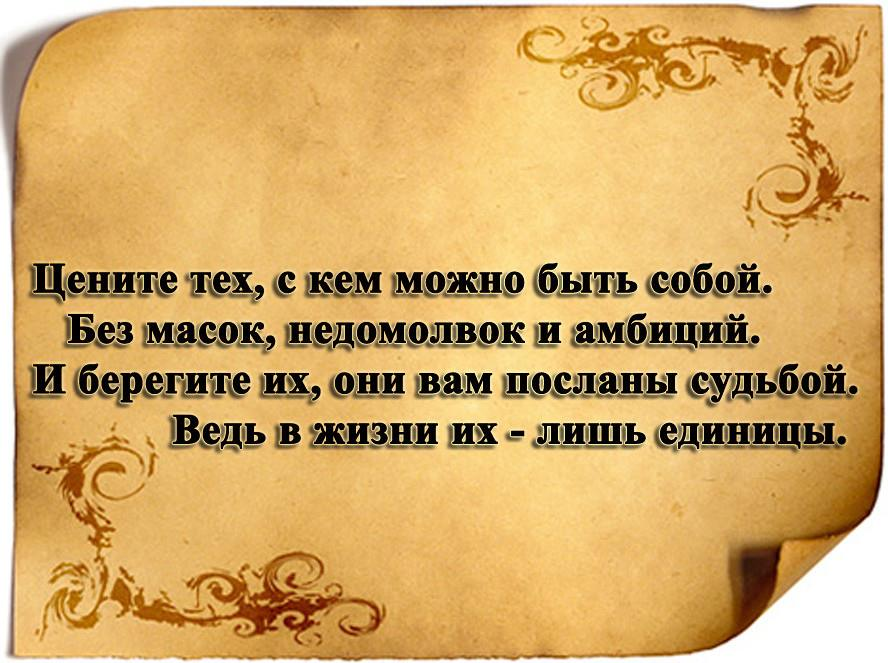 Цените тех, с кем можно быть собой.
Без масок, недомолвок и амбиций.
И берегите их, они вам посланы судьбой.
Ведь в жизни их - лишь единицы.